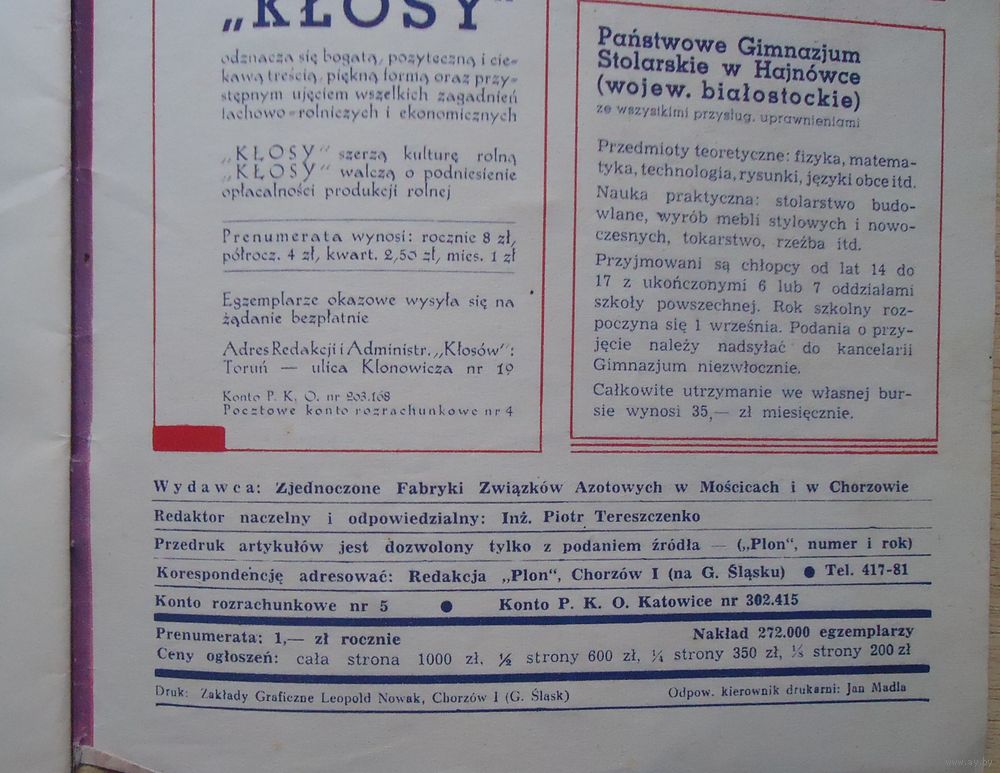 „KŁOSY“
odznacza się bogatą, pożyteczną i cie-
kawą treścią, piękną formą oraz przy-
stępnym ujęciem wszelkich zagadnień
fachowo-rolniczych i ekonomicznych
„KŁOSY“ szerzą kulturę rolną
„KŁOSY“ walczą o podniesienie
opłacalności produkcji rolnej
Prenumerata wynosi: rocznie 8 zł,
półrocz. 4 zł, kwart. 2,50 zł, mies. 1 zł
Egzemplarze okazowe wysyła się na
żądanie bezpłatnie
Adres Redakcji i Administr. „Kłosów“:
Toruń — ulica Klonowicza nr 19
Konto P. K. O. nr 203.168
Pocztowe konto rozrachunkowe nr 4
Państwowe Gimnazjum
Stolarskie w Hajnówce
(wojew. białostockie)
ze wszystkimi przysług. uprawnieniami
Przedmioty teoretyczne: fizyka, matema-
tyka, technologia, rysunki, języki obce itd.
Nauka praktyczna: stolarstwo budo-
wlane, wyrób mebli stylowych i nowo-
czesnych, tokarstwo, rzeźba itd.
Przyjmowani są chłopcy od lat 14 do
17 z ukończonymi 6 lub 7 oddziałami
szkoły powszechnej. Rok szkolny roz-
poczyna się 1 września. Podania o przy-
jęcie należy nadsyłać do kancelarii
Gimnazjum niezwłocznie.
Całkowite utrzymanie we własnej bur-
sie wynosi 35,— zł miesięcznie.
Wydawca: Zjednoczone Fabryki Związków Azotowych w Mościcach i w Chorzowie
Redaktor naczelny i odpowiedzialny: Inż. Piotr Tereszczenko
Przedruk artykułów jest dozwolony tylko z podaniem źródła — („Plon“, numer i rok)
Korespondencję adresować: Redakcja „Plon“, Chorzów I (na G. Śląsku) ● Tel. 417-81
Konto rozrachunkowe nr 5 ● Konto P. K. O. Katowice nr 302.415
Prenumerata: 1,— zł rocznie Nakład 272.000 egzemplarzy
Ceny ogłoszeń: cała strona 1000 zł, ½ strony 600 zł, ¼ strony 350 zł, ⅛ strony 200 zł
Druk: Zakłady Graficzne Leopold Nowak, Chorzów I (G. Śląsk) Odpow. kierownik drukarni: Jan Madla
www.ay.by